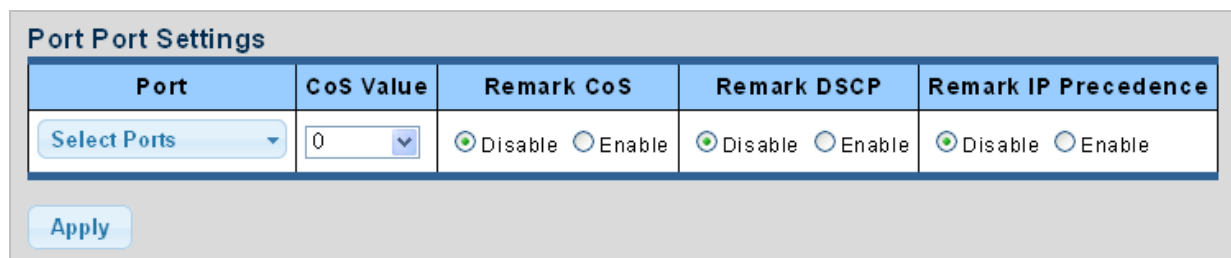 Port Port Settings
Port CoS Value Remark CoS Remark DSCP Remark IP Precedence
Select Ports 0 Disable Enable Disable Enable Disable Enable
Apply